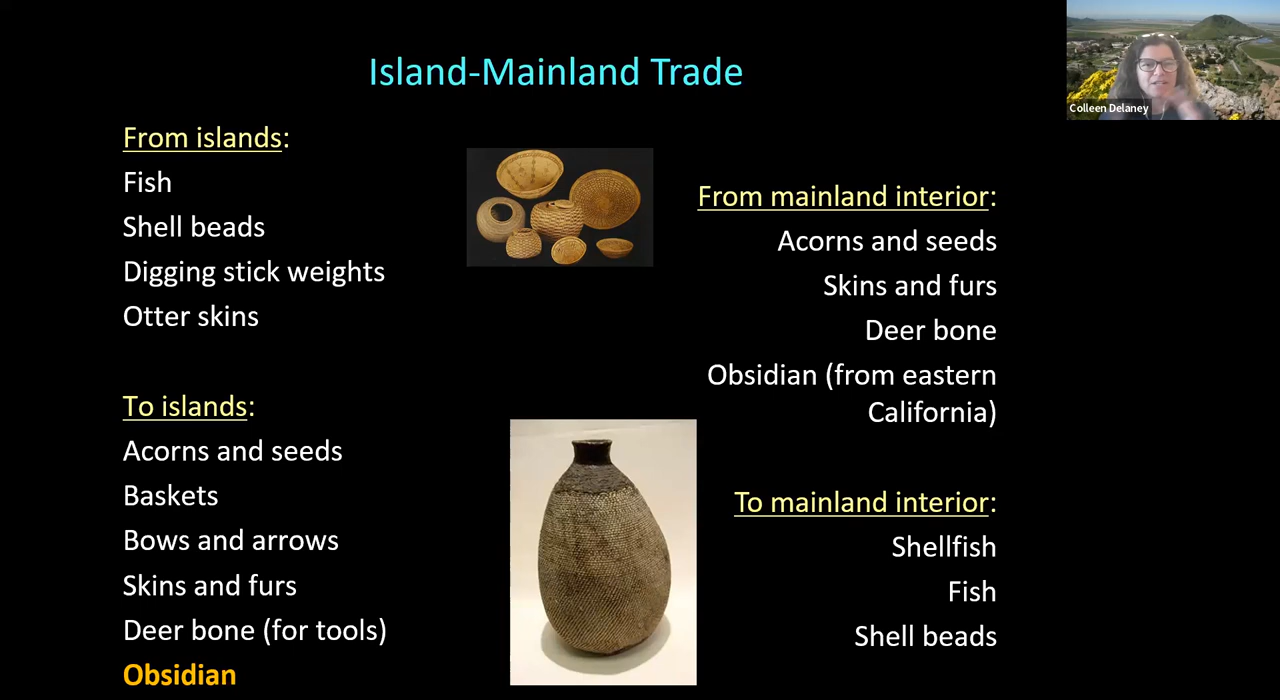 Island-Mainland Trade
Colleen Delaney
From islands:
Fish
Shell beads
Digging stick weights
Otter skins
To islands:
Acorns and seeds
Baskets
Bows and arrows
Skins and furs
Deer bone (for tools)
Obsidian
From mainland interior:
Acorns and seeds
Skins and furs
Deer bone
Obsidian (from eastern
California)
To mainland interior:
Shellfish
Fish
Shell beads